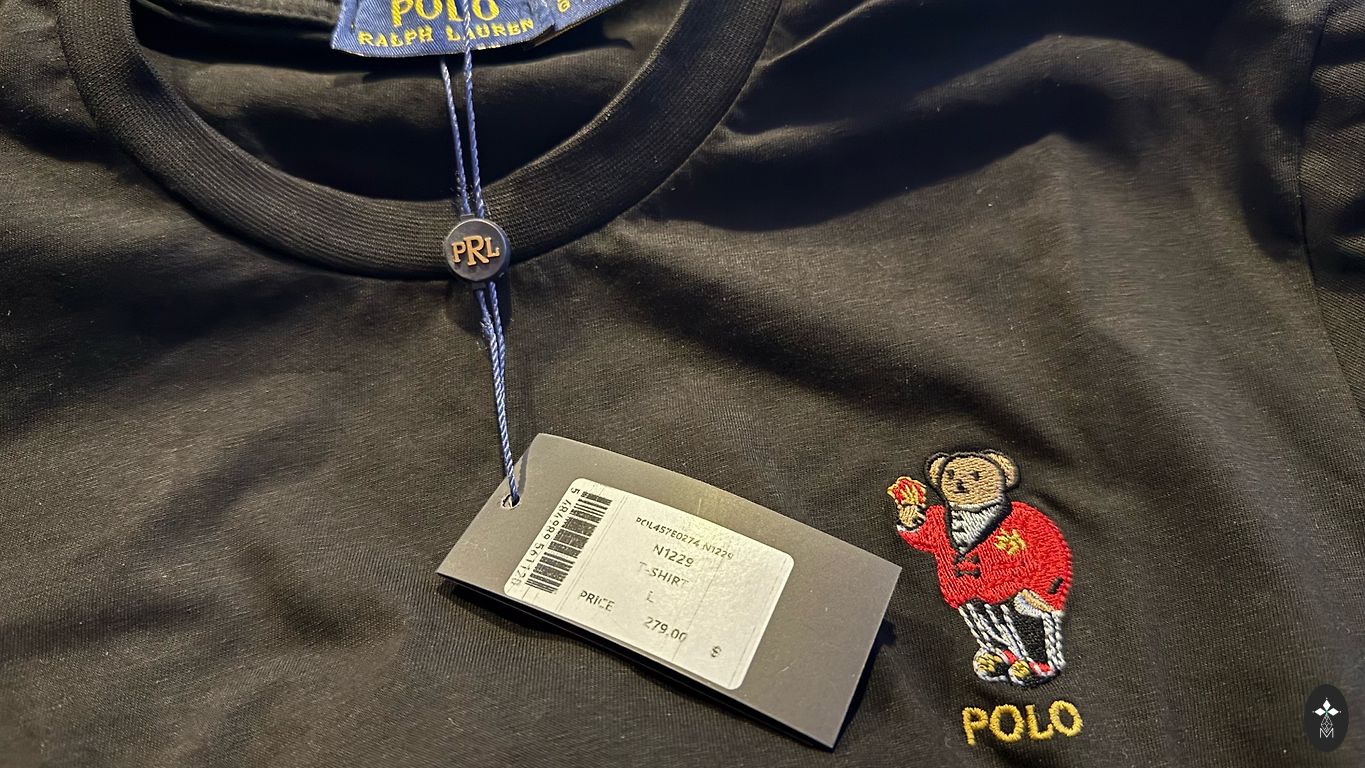 POLO
RALPH LAUREN
PRL
N1229
T-SHIRT
L
PRICE
279,00
$
POLO
M